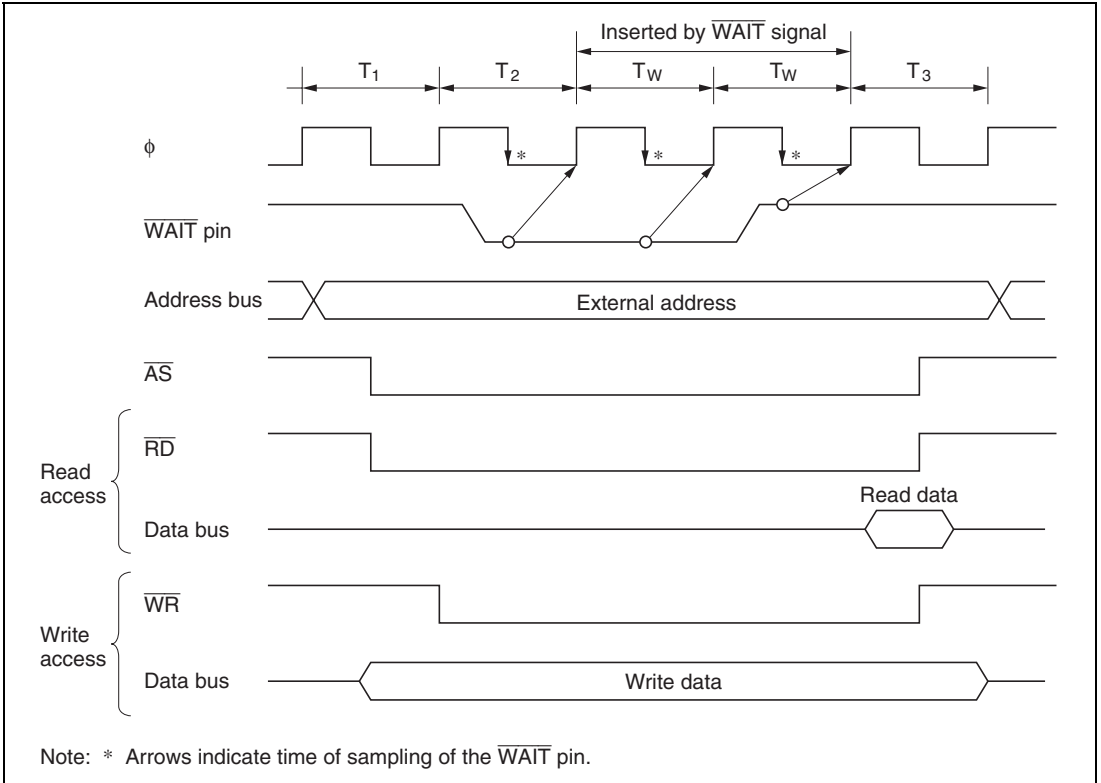 Inserted by WAIT signal
T1 T2 TW TW T3
φ
* * *
WAIT pin
Address bus External address
AS
Read access
RD
Read data
Data bus
Write access
WR
Data bus Write data
Note: * Arrows indicate time of sampling of the WAIT pin.